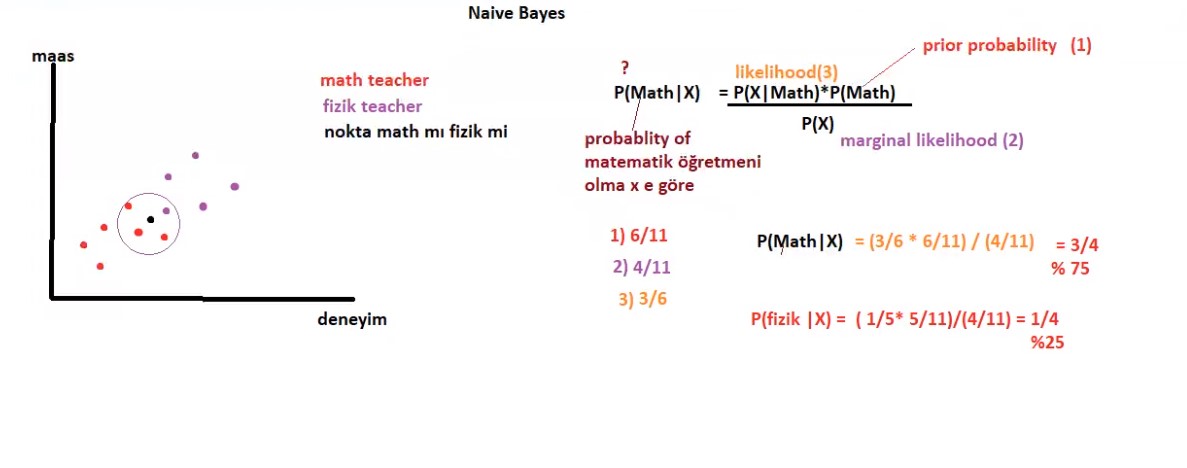 Naive Bayes
maas
deneyim
math teacher
fizik teacher
nokta math mı fizik mi
?
likelihood(3)
prior probability (1)
P(Math|X) = P(X|Math)*P(Math)
P(X)
marginal likelihood (2)
probablity of
matematik öğretmeni
olma x e göre
1) 6/11
2) 4/11
3) 3/6
P(Math|X) = (3/6 * 6/11) / (4/11) = 3/4
% 75
P(fizik |X) = ( 1/5* 5/11)/(4/11) = 1/4
%25